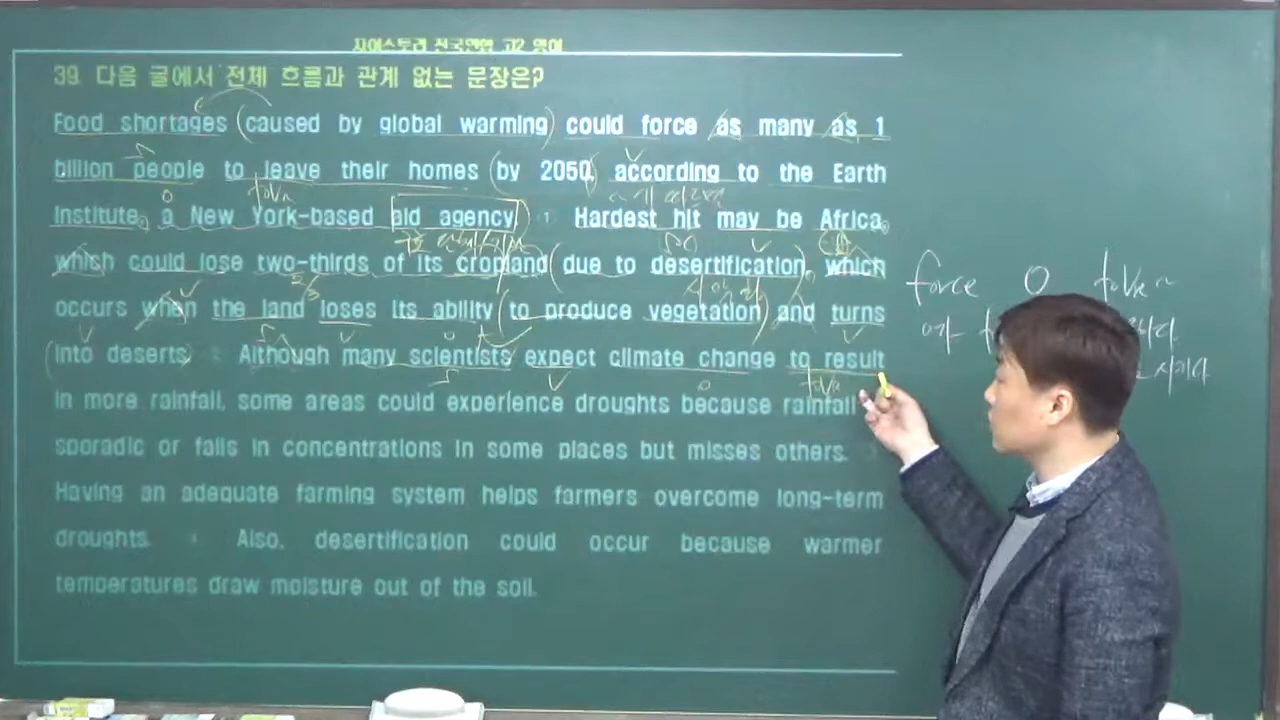 자이스토리 전국연합 고2 영어
39. 다음 글에서 전체 흐름과 관계 없는 문장은?
Food shortages (caused by global warming) could force as many as 1
billion people to leave their homes (by 2050, according to the Earth
Institute, a New York-based aid agency. Hardest hit may be Africa,
which could lose two-thirds of its cropland (due to desertification), which
occurs when the land loses its ability (to produce vegetation) and turns
(into deserts. Although many scientists expect climate change to result
in more rainfall, some areas could experience droughts because rainfall
sporadic or falls in concentrations in some places but misses others.
Having an adequate farming system helps farmers overcome long-term
droughts. Also, desertification could occur because warmer
temperatures draw moisture out of the soil.
force O toVR~